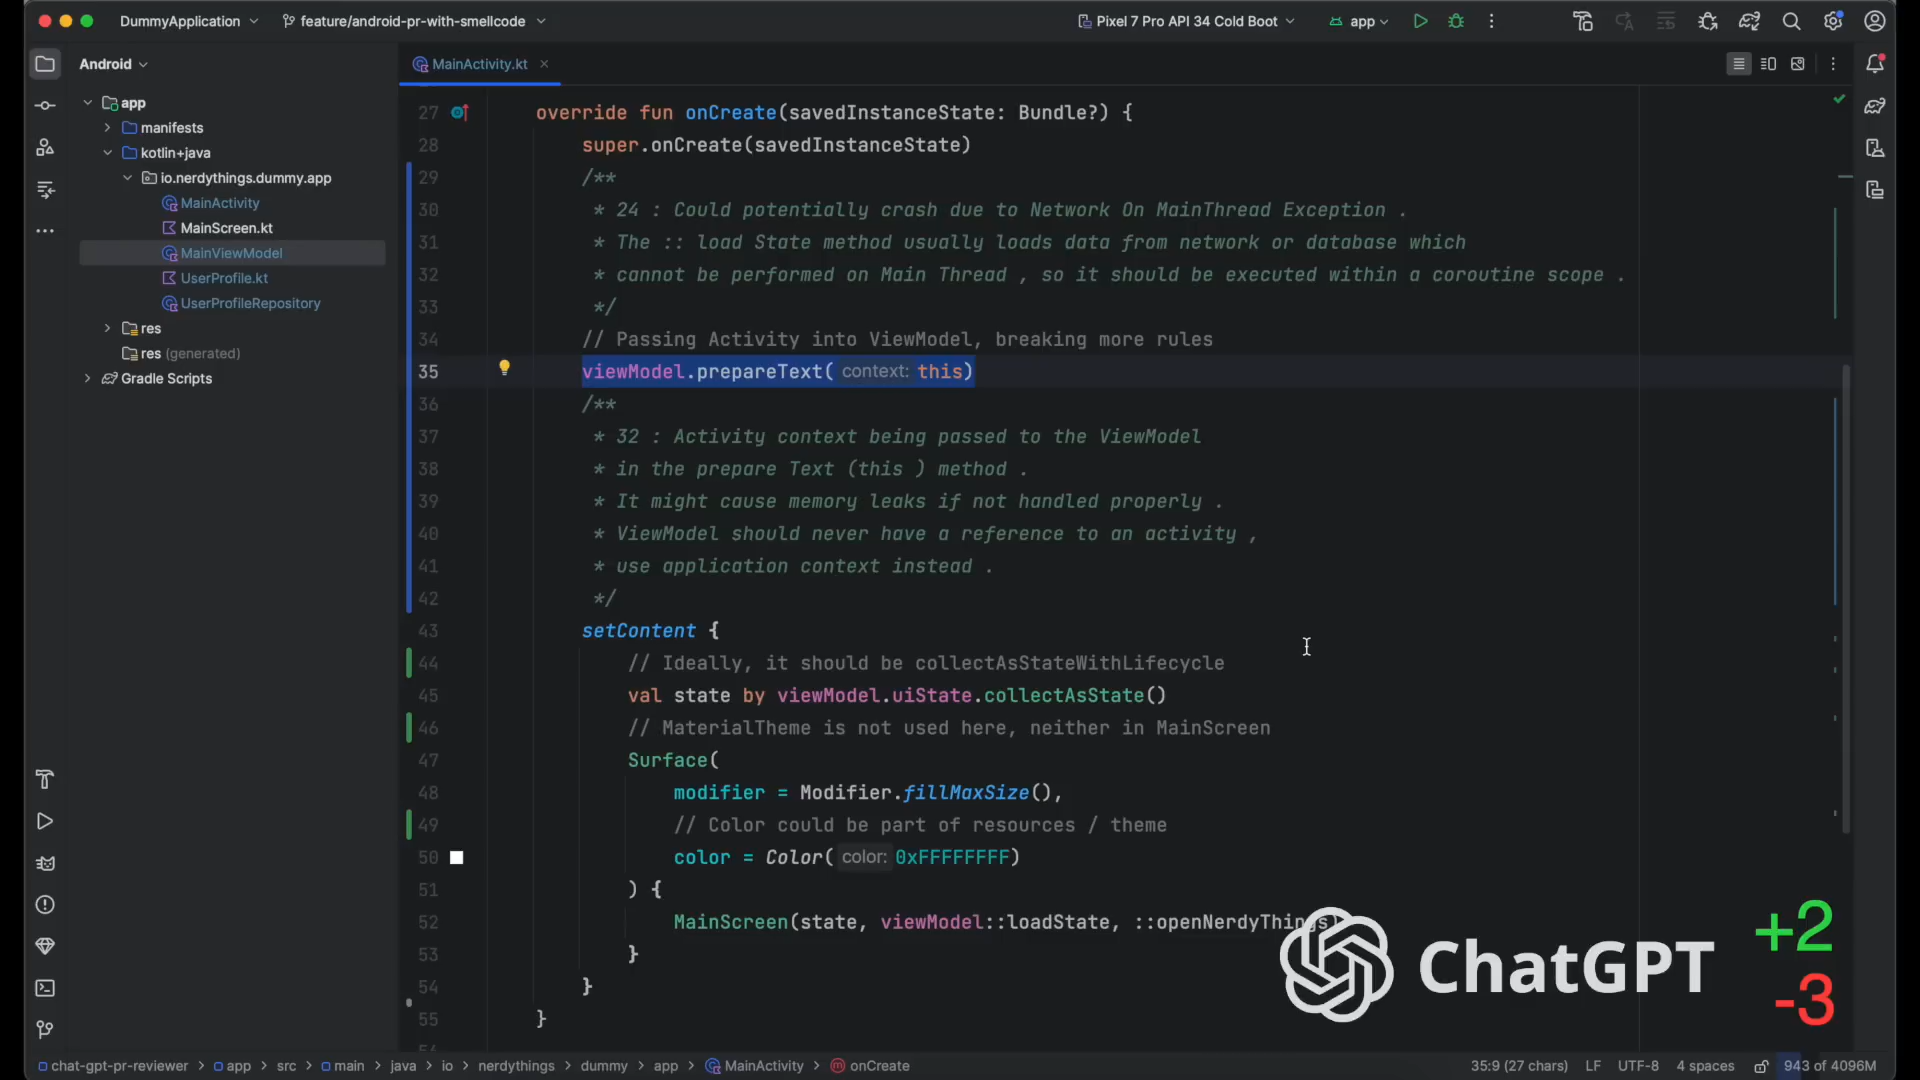 DummyApplication
feature/android-pr-with-smellcode
Pixel 7 Pro API 34 Cold Boot
app
Android
MainActivity.kt
app
manifests
kotlin+java
io.nerdythings.dummy.app
MainActivity
MainScreen.kt
MainViewModel
UserProfile.kt
UserProfileRepository
res
res (generated)
Gradle Scripts
27 override fun onCreate(savedInstanceState: Bundle?) {
28 super.onCreate(savedInstanceState)
29 /**
30 * 24 : Could potentially crash due to Network On MainThread Exception .
31 * The :: load State method usually loads data from network or database which
32 * cannot be performed on Main Thread , so it should be executed within a coroutine scope .
33 */
34 // Passing Activity into ViewModel, breaking more rules
35 viewModel.prepareText( context: this)
36 /**
37 * 32 : Activity context being passed to the ViewModel
38 * in the prepare Text (this ) method .
39 * It might cause memory leaks if not handled properly .
40 * ViewModel should never have a reference to an activity ,
41 * use application context instead .
42 */
43 setContent {
44 // Ideally, it should be collectAsStateWithLifecycle
45 val state by viewModel.uiState.collectAsState()
46 // MaterialTheme is not used here, neither in MainScreen
47 Surface(
48 modifier = Modifier.fillMaxSize(),
49 // Color could be part of resources / theme
50 color = Color( color: 0xFFFFFFFF)
51 ) {
52 MainScreen(state, viewModel::loadState, ::openNerdyThings)
53 }
54 }
55 }
ChatGPT
+2
-3
chat-gpt-pr-reviewer > app > src > main > java > io > nerdythings > dummy > app > MainActivity > onCreate
35:9 (27 chars) LF UTF-8 4 spaces 943 of 4096M